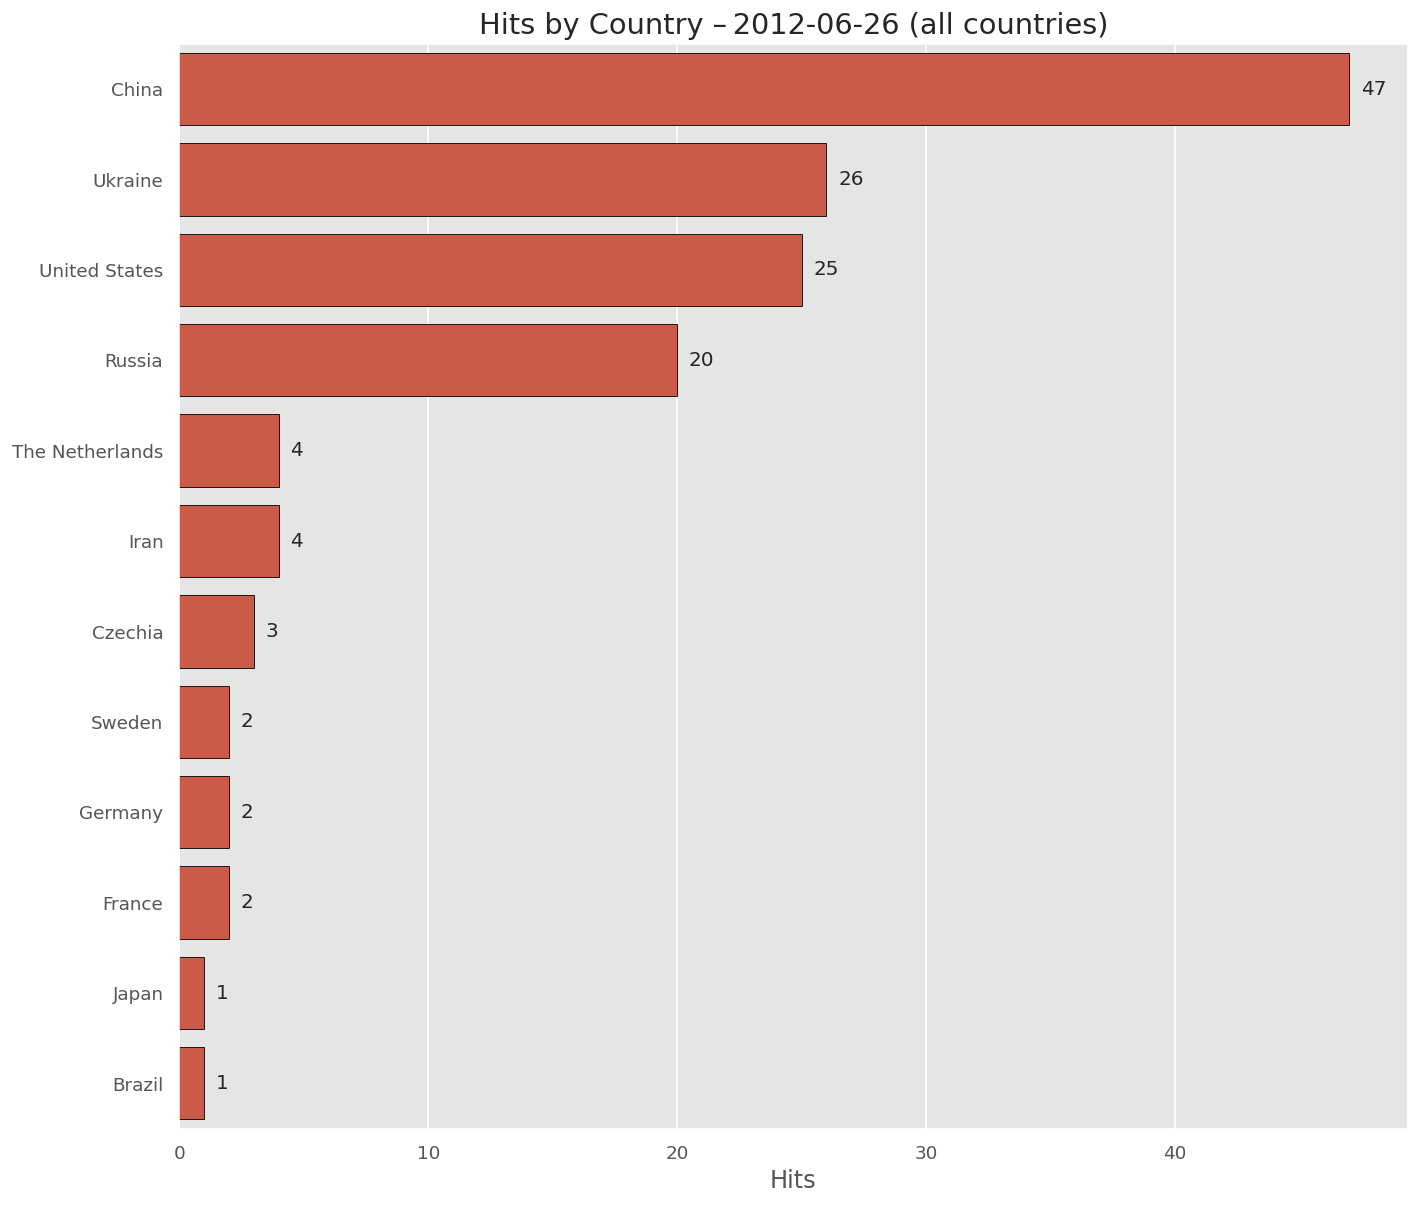 Hits by Country – 2012-06-26 (all countries)
China 47
Ukraine 26
United States 25
Russia 20
The Netherlands 4
Iran 4
Czechia 3
Sweden 2
Germany 2
France 2
Japan 1
Brazil 1
0 10 20 30 40
Hits